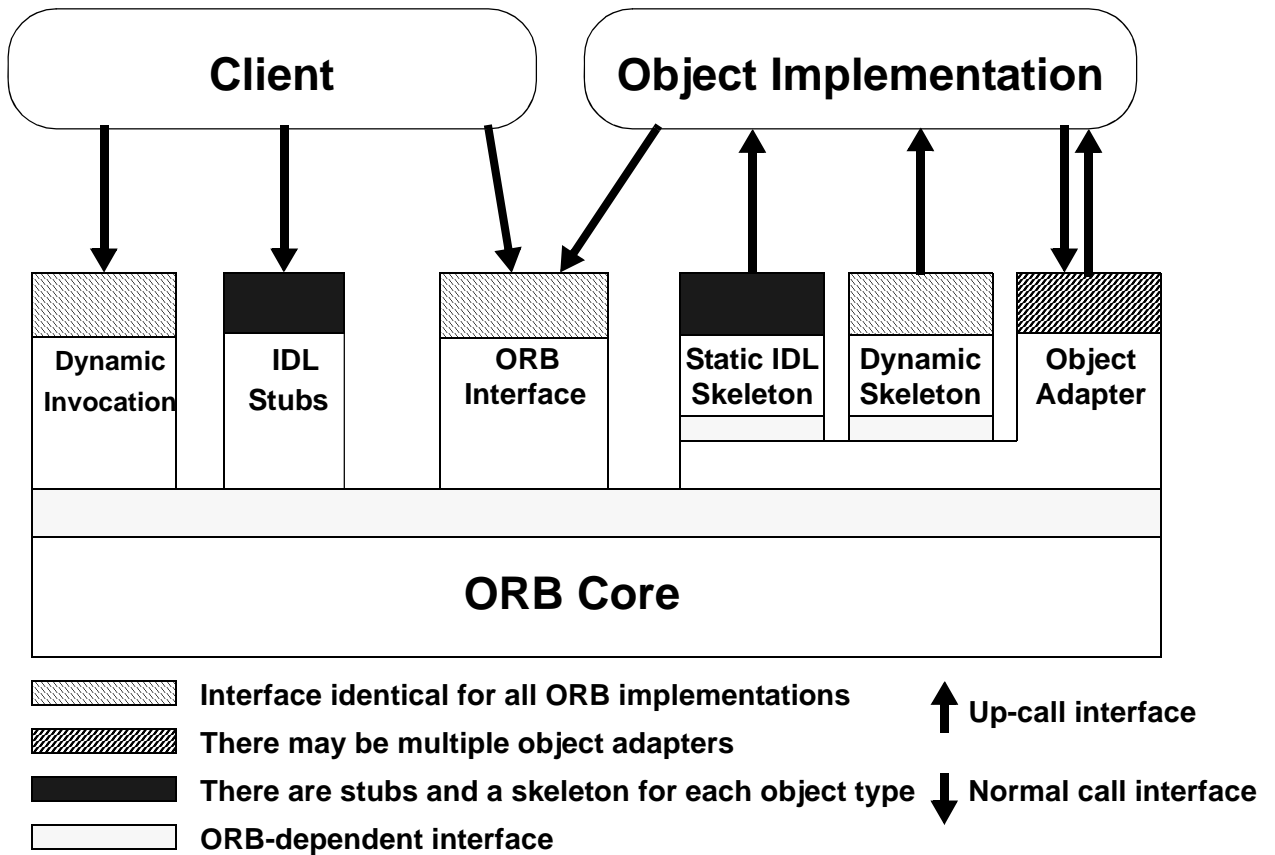 Client
Object Implementation
Dynamic
Invocation
IDL
Stubs
ORB
Interface
Static IDL
Skeleton
Dynamic
Skeleton
Object
Adapter
ORB Core
Interface identical for all ORB implementations
There may be multiple object adapters
There are stubs and a skeleton for each object type
ORB-dependent interface
Up-call interface
Normal call interface